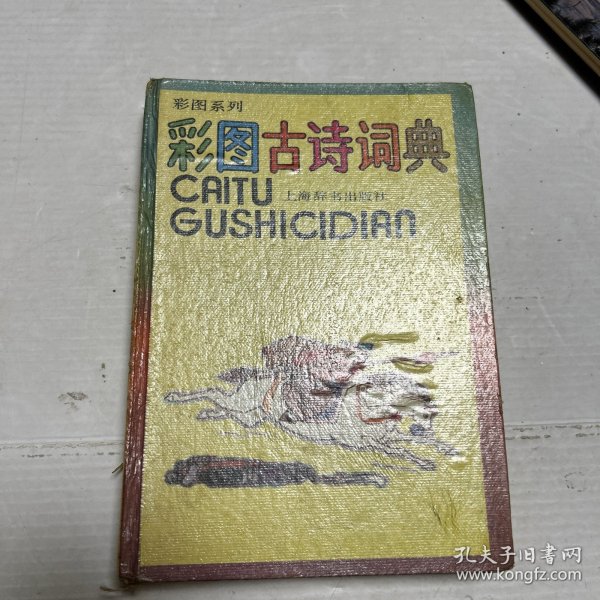 彩图系列
彩图古诗词典
CAITU
上海辞书出版社
GUSHICIDIAN
孔夫子旧书网
www.kongfz.com